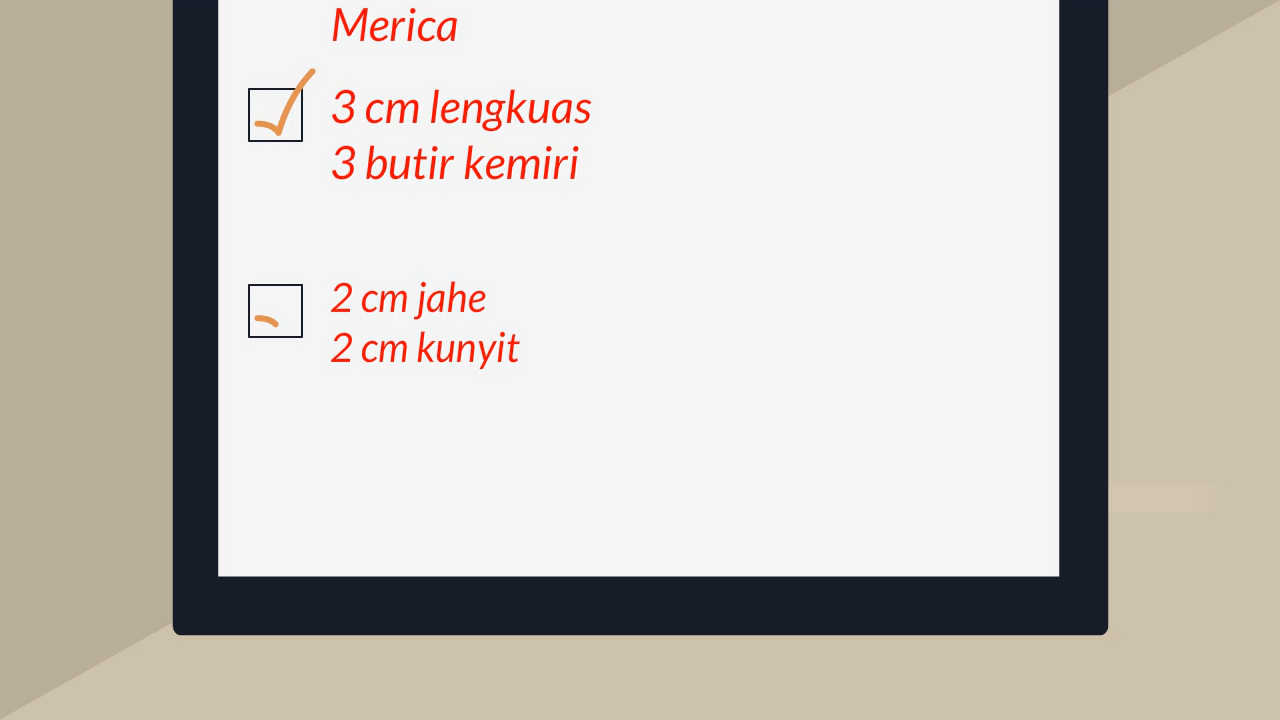 Merica
3 cm lengkuas
3 butir kemiri
2 cm jahe
2 cm kunyit